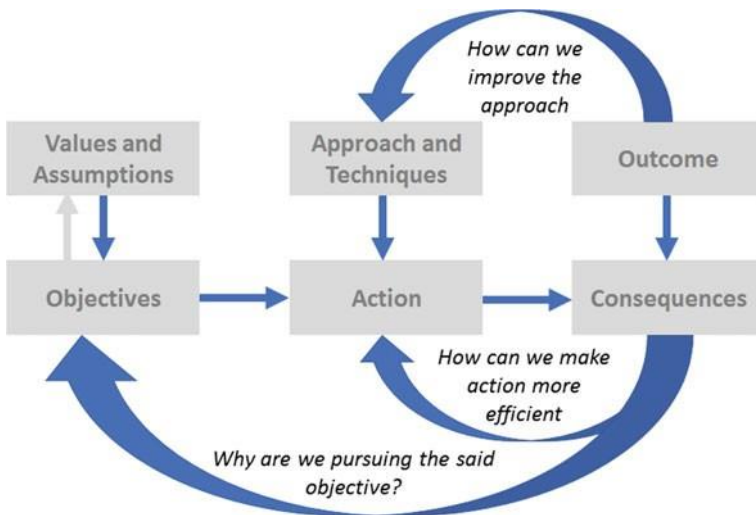 How can we
improve the
approach
Values and
Assumptions
Approach and
Techniques
Outcome
Objectives
Action
Consequences
How can we make
action more
efficient
Why are we pursuing the said
objective?